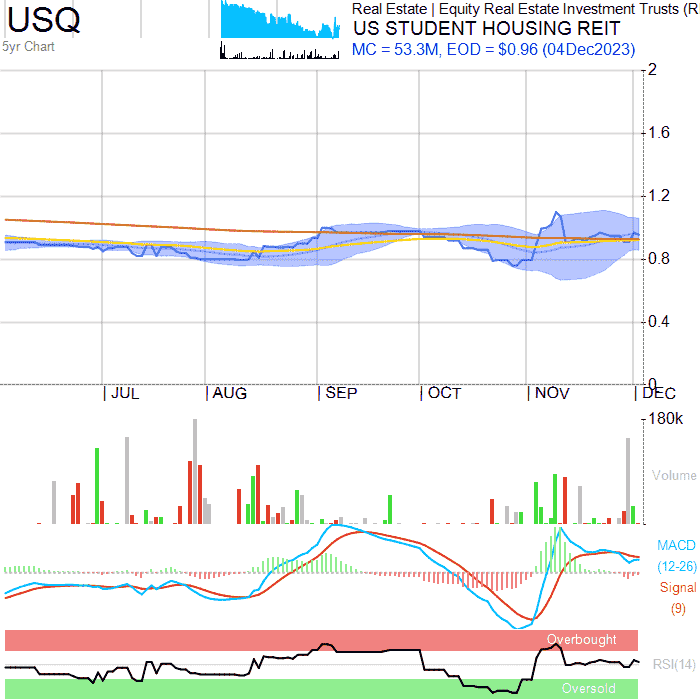 USQ
5yr Chart
Real Estate | Equity Real Estate Investment Trusts (R
US STUDENT HOUSING REIT
MC = 53.3M, EOD = $0.96 (04Dec2023)
2
1.6
1.2
0.8
0.4
0
| JUL | AUG | SEP | OCT | NOV | DEC
180k
Volume
MACD
(12-26)
Signal
(9)
Overbought
RSI(14)
Oversold